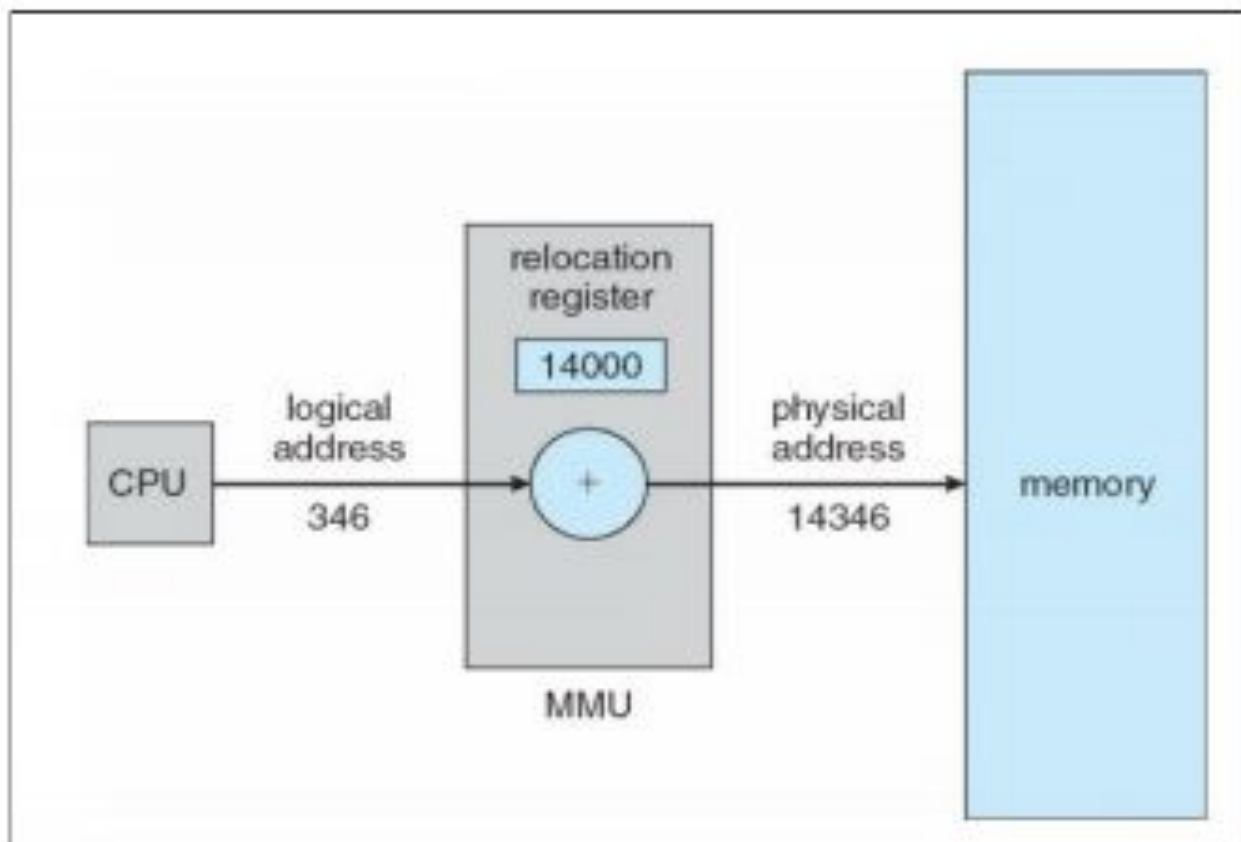 relocation
register
14000
logical
address
physical
address
CPU
+
memory
346
14346
MMU